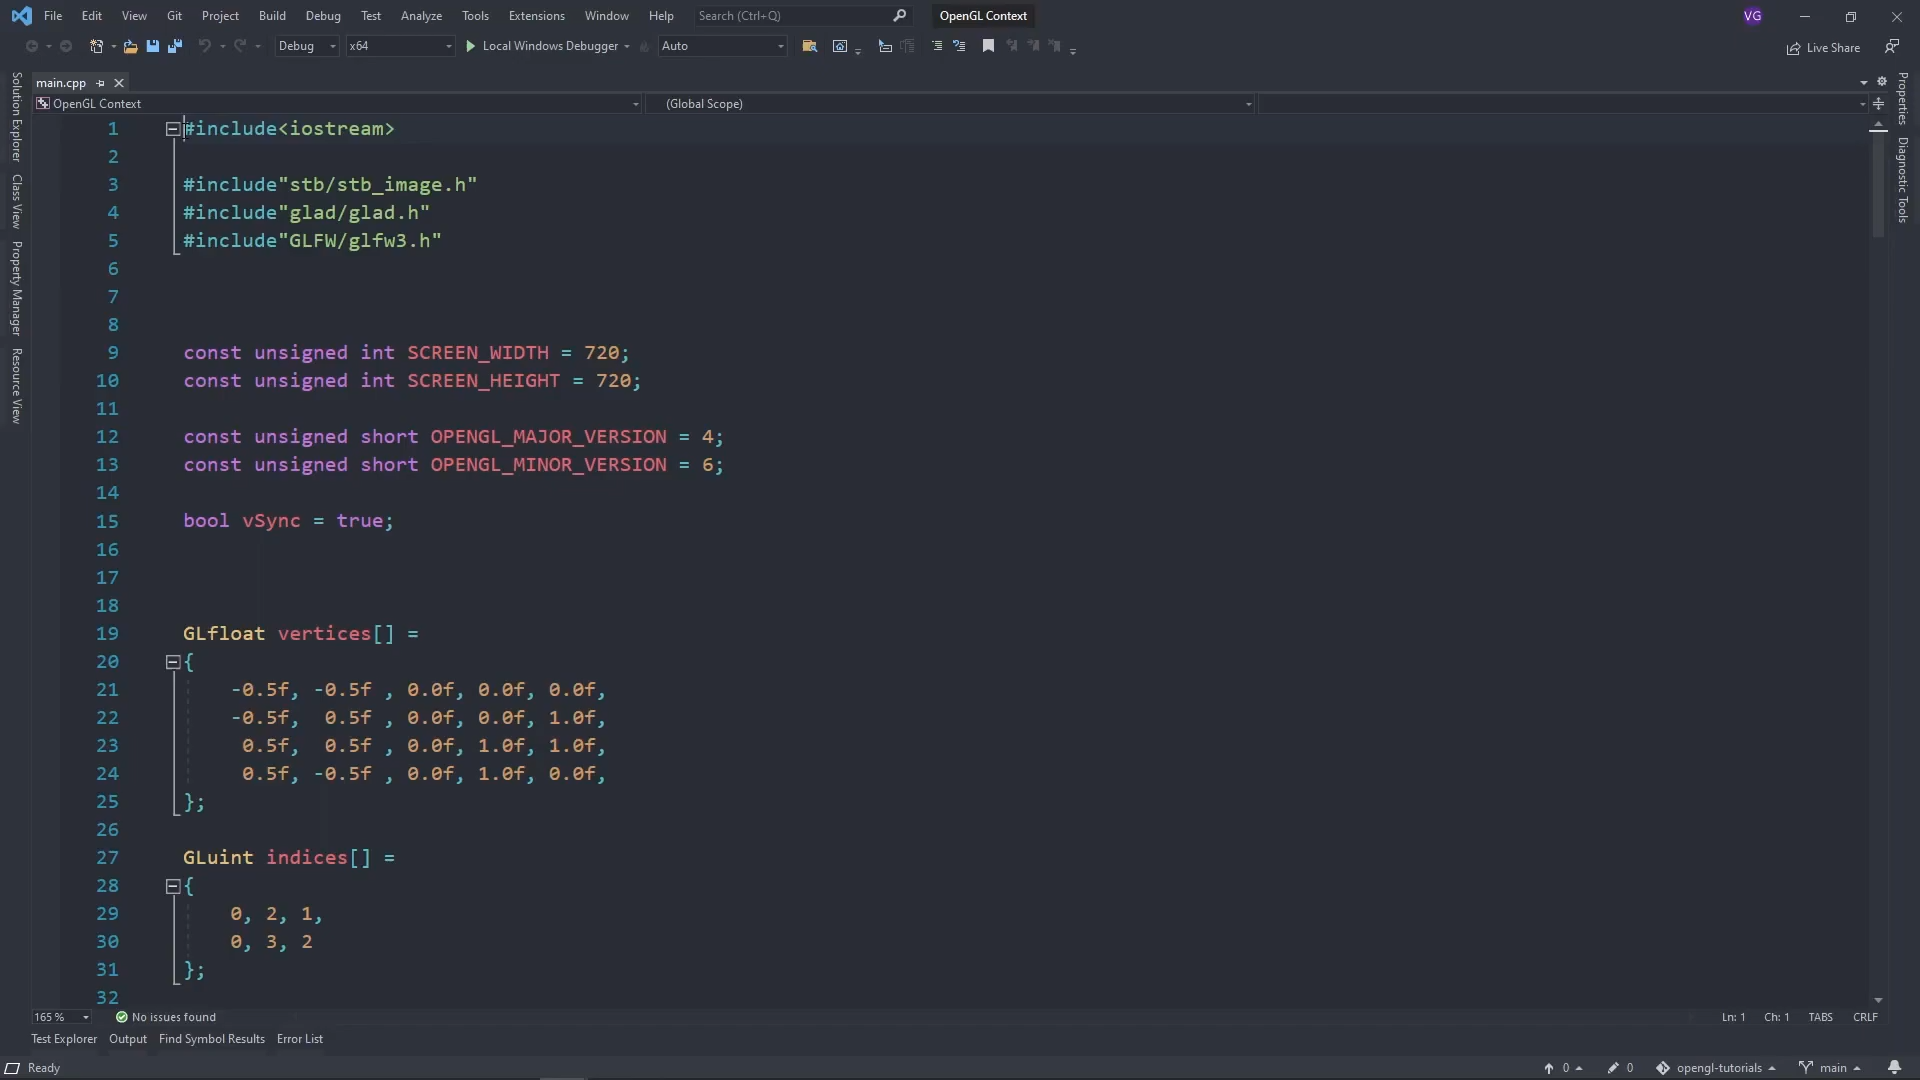 File Edit View Git Project Build Debug Test Analyze Tools Extensions Window Help Search (Ctrl+Q) OpenGL Context VG
Debug x64 Local Windows Debugger Auto Live Share
main.cpp
OpenGL Context (Global Scope)
Solution Explorer
Class View
Property Manager
Resource View
1 #include<iostream>
2
3 #include"stb/stb_image.h"
4 #include"glad/glad.h"
5 #include"GLFW/glfw3.h"
6
7
8
9 const unsigned int SCREEN_WIDTH = 720;
10 const unsigned int SCREEN_HEIGHT = 720;
11
12 const unsigned short OPENGL_MAJOR_VERSION = 4;
13 const unsigned short OPENGL_MINOR_VERSION = 6;
14
15 bool vSync = true;
16
17
18
19 GLfloat vertices[] =
20 {
21 -0.5f, -0.5f , 0.0f, 0.0f, 0.0f,
22 -0.5f, 0.5f , 0.0f, 0.0f, 1.0f,
23 0.5f, 0.5f , 0.0f, 1.0f, 1.0f,
24 0.5f, -0.5f , 0.0f, 1.0f, 0.0f,
25 };
26
27 GLuint indices[] =
28 {
29 0, 2, 1,
30 0, 3, 2
31 };
32
Properties
Diagnostic Tools
165 % No issues found Ln: 1 Ch: 1 TABS CRLF
Test Explorer Output Find Symbol Results Error List
Ready 0 0 opengl-tutorials main